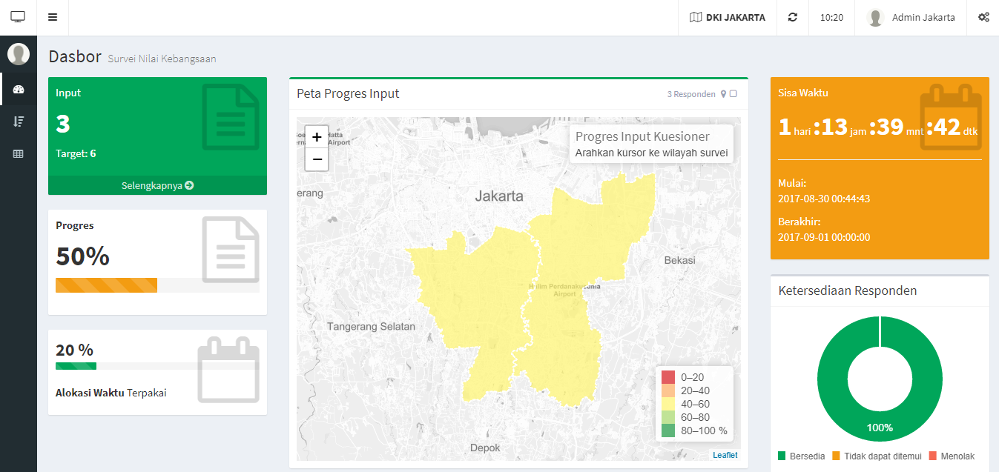 DKI JAKARTA
10:20
Admin Jakarta
Dasbor Survei Nilai Kebangsaan
Input
3
Target: 6
Selengkapnya
Progres
50%
20 %
Alokasi Waktu Terpakai
Peta Progres Input
3 Responden
+
−
Progres Input Kuesioner
Arahkan kursor ke wilayah survei
Airport
erang
Jakarta
Bekasi
Halim Perdanakusuma
Airport
Tangerang Selatan
Depok
0–20
20–40
40–60
60–80
80–100 %
Leaflet
Sisa Waktu
1 hari :13 jam :39 mnt :42 dtk
Mulai:
2017-08-30 00:44:43
Berakhir:
2017-09-01 00:00:00
Ketersediaan Responden
100%
Bersedia
Tidak dapat ditemui
Menolak